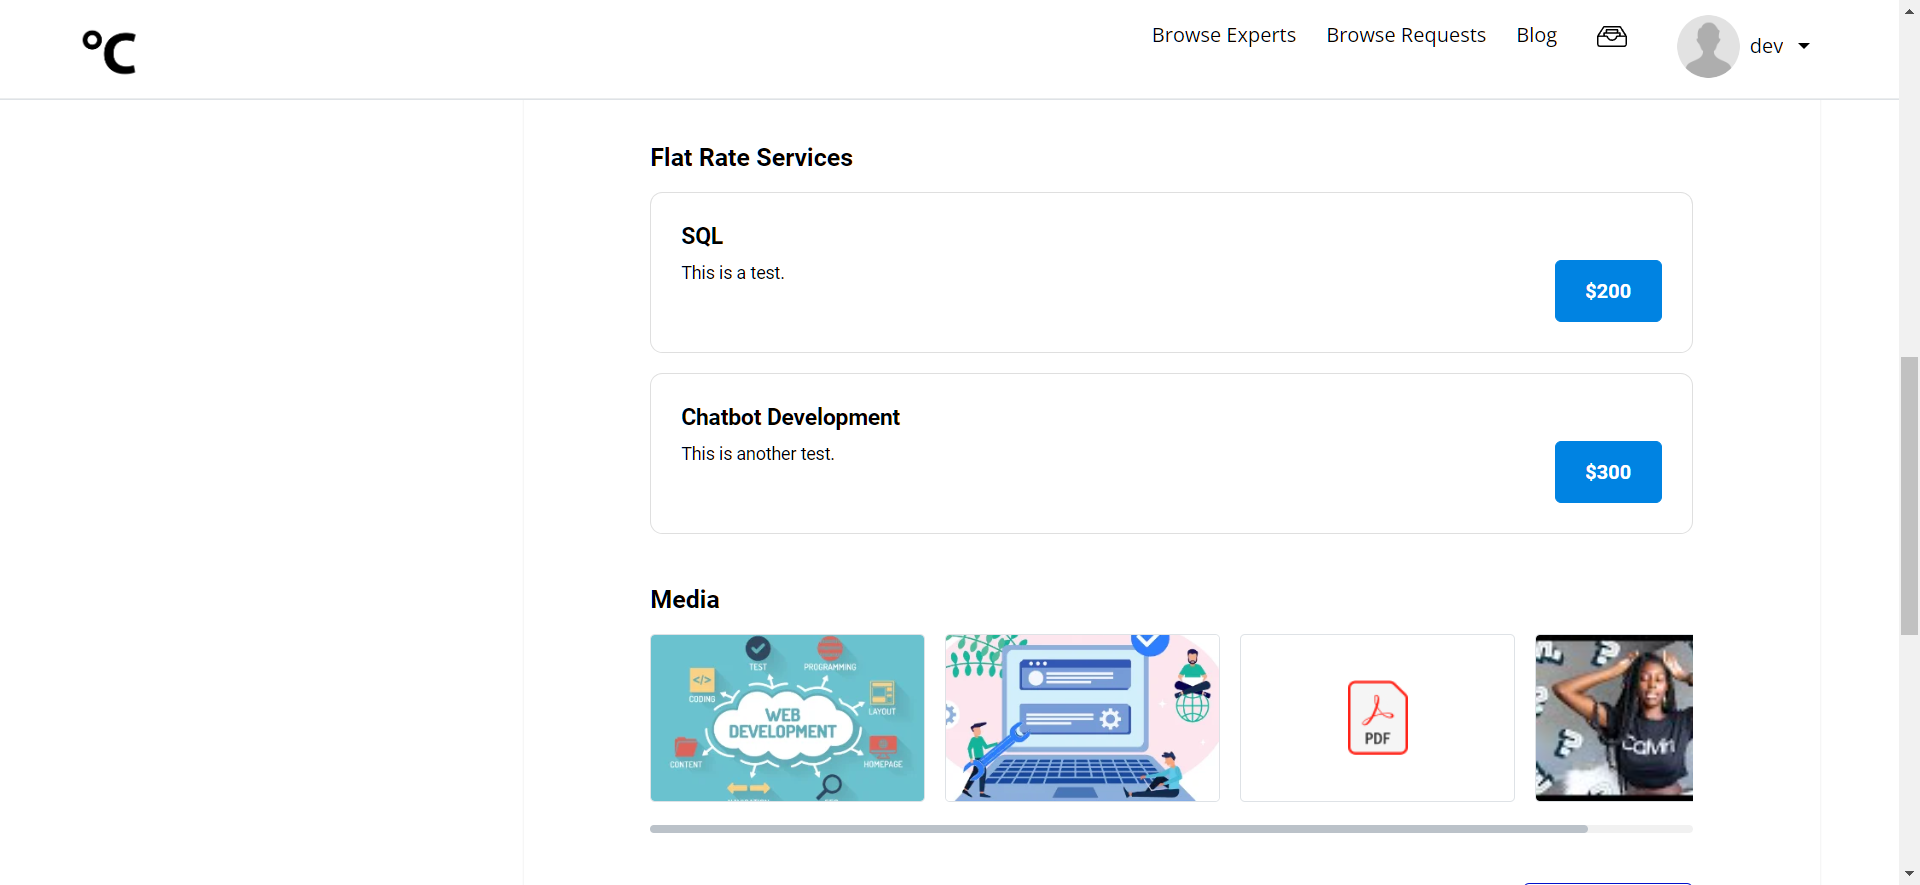 °C
Browse Experts
Browse Requests
Blog
dev
Flat Rate Services
SQL
This is a test.
$200
Chatbot Development
This is another test.
$300
Media
TEST
PROGRAMMING
</>
CODING
LAYOUT
WEB
DEVELOPMENT
CONTENT
HOMEPAGE
PDF
Calvin